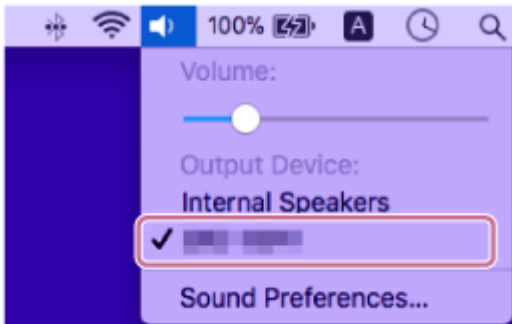 100% A
Volume:
Output Device:
Internal Speakers
Sound Preferences...